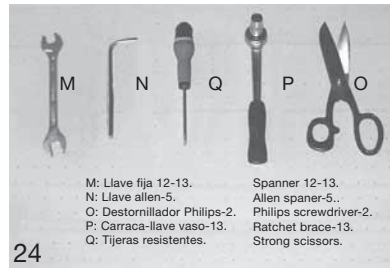 M N Q P O
M: Llave fija 12-13. Spanner 12-13.
N: Llave allen-5. Allen spaner-5..
O: Destornillador Philips-2. Philips screwdriver-2.
P: Carraca-llave vaso-13. Ratchet brace-13.
Q: Tijeras resistentes. Strong scissors.
24